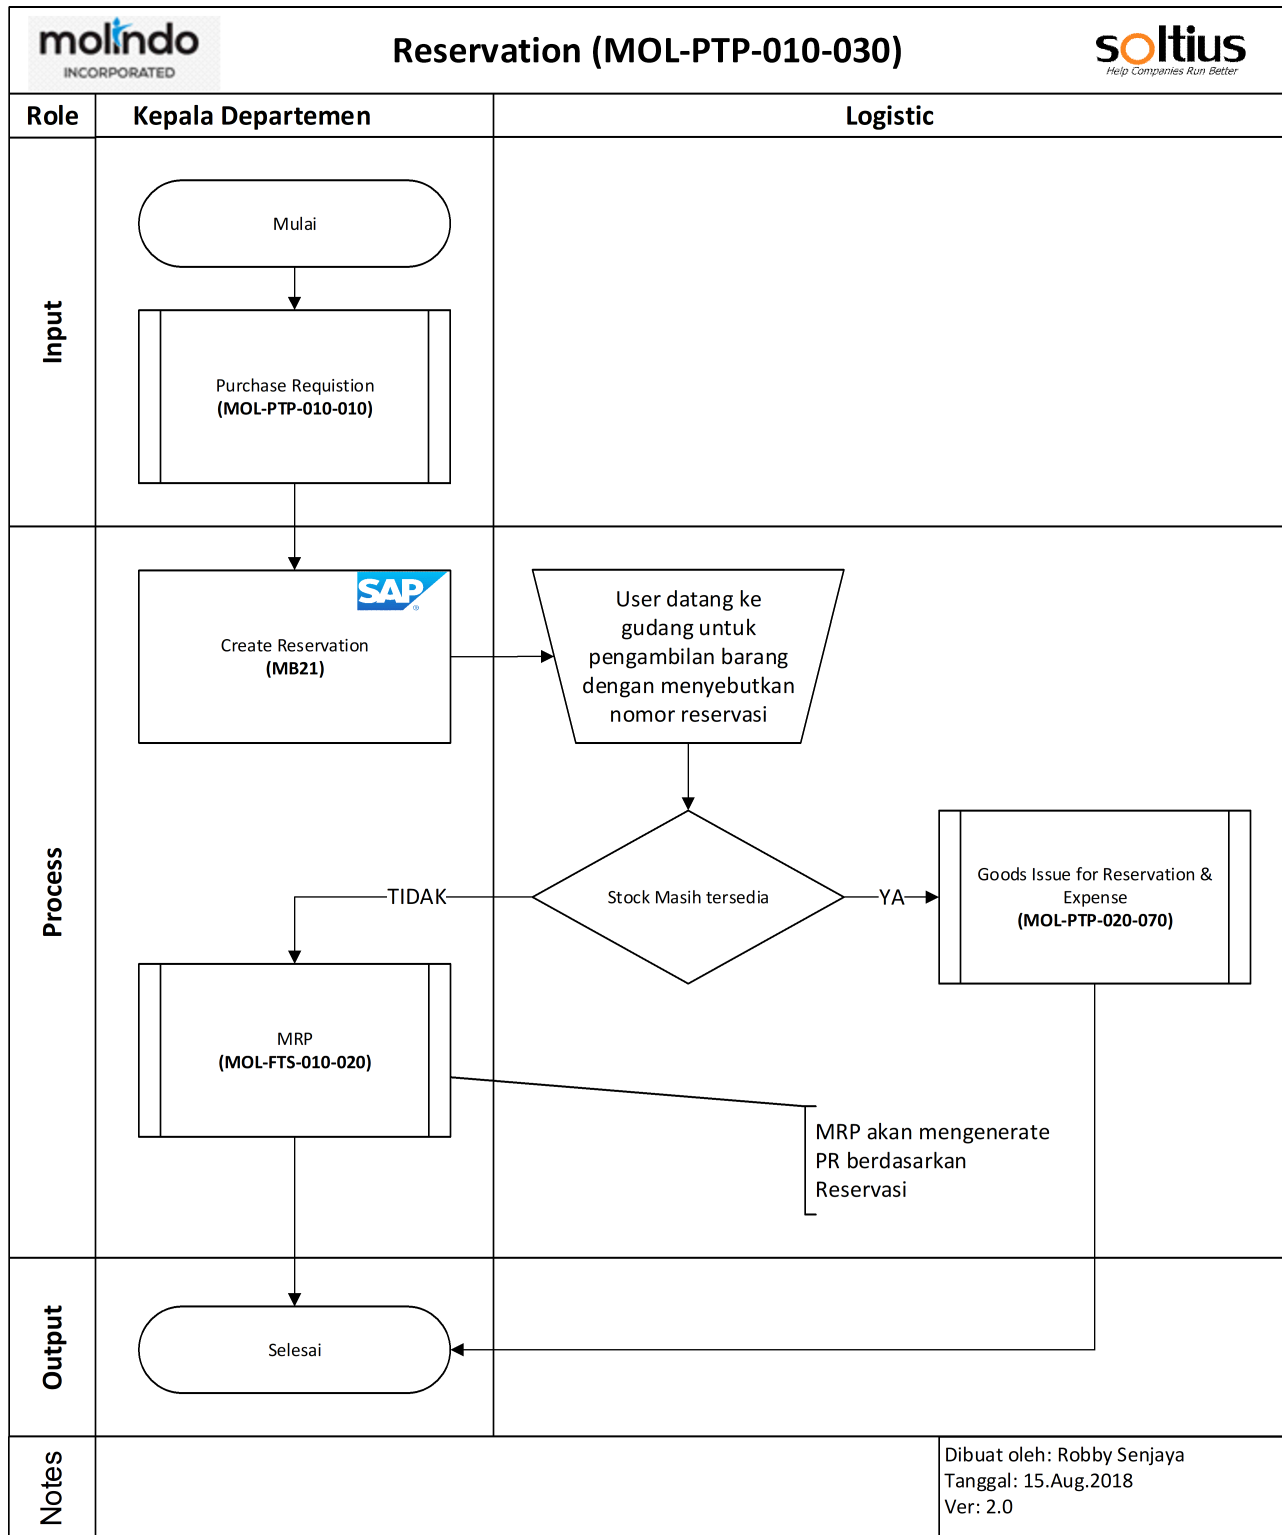 molindo
INCORPORATED
Reservation (MOL-PTP-010-030)
soltius
Help Companies Run Better
Role
Kepala Departemen
Logistic
Input
Mulai
Purchase Requistion
(MOL-PTP-010-010)
Process
SAP
®
Create Reservation
(MB21)
User datang ke
gudang untuk
pengambilan barang
dengan menyebutkan
nomor reservasi
Stock Masih tersedia
TIDAK
YA
Goods Issue for Reservation &
Expense
(MOL-PTP-020-070)
MRP
(MOL-FTS-010-020)
MRP akan mengenerate
PR berdasarkan
Reservasi
Output
Selesai
Notes
Dibuat oleh: Robby Senjaya
Tanggal: 15.Aug.2018
Ver: 2.0